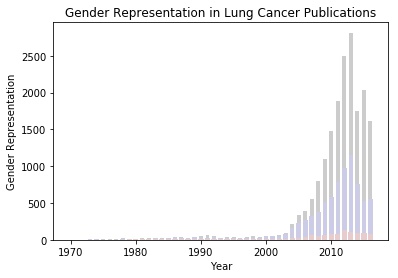 Gender Representation in Lung Cancer Publications
Gender Representation
2500
2000
1500
1000
500
0
1970 1980 1990 2000 2010
Year